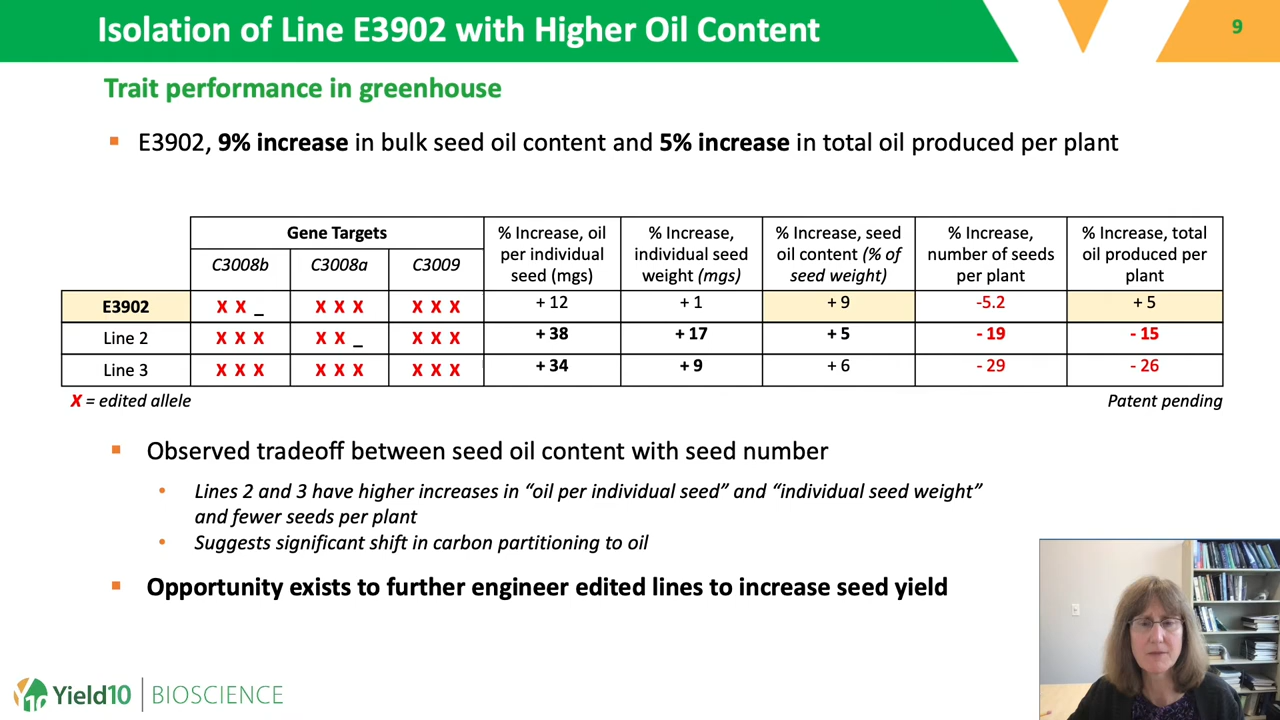 Isolation of Line E3902 with Higher Oil Content
9
Trait performance in greenhouse
▪ E3902, 9% increase in bulk seed oil content and 5% increase in total oil produced per plant
Gene Targets
% Increase, oil per individual seed (mgs)
% Increase, individual seed weight (mgs)
% Increase, seed oil content (% of seed weight)
% Increase, number of seeds per plant
% Increase, total oil produced per plant
C3008b C3008a C3009
E3902 X X _ X X X X X X + 12 + 1 + 9 -5.2 + 5
Line 2 X X X X X _ X X X + 38 + 17 + 5 - 19 - 15
Line 3 X X X X X X X X X + 34 + 9 + 6 - 29 - 26
X = edited allele
Patent pending
▪ Observed tradeoff between seed oil content with seed number
• Lines 2 and 3 have higher increases in “oil per individual seed” and “individual seed weight”
and fewer seeds per plant
• Suggests significant shift in carbon partitioning to oil
▪ Opportunity exists to further engineer edited lines to increase seed yield
Yield10 BIOSCIENCE